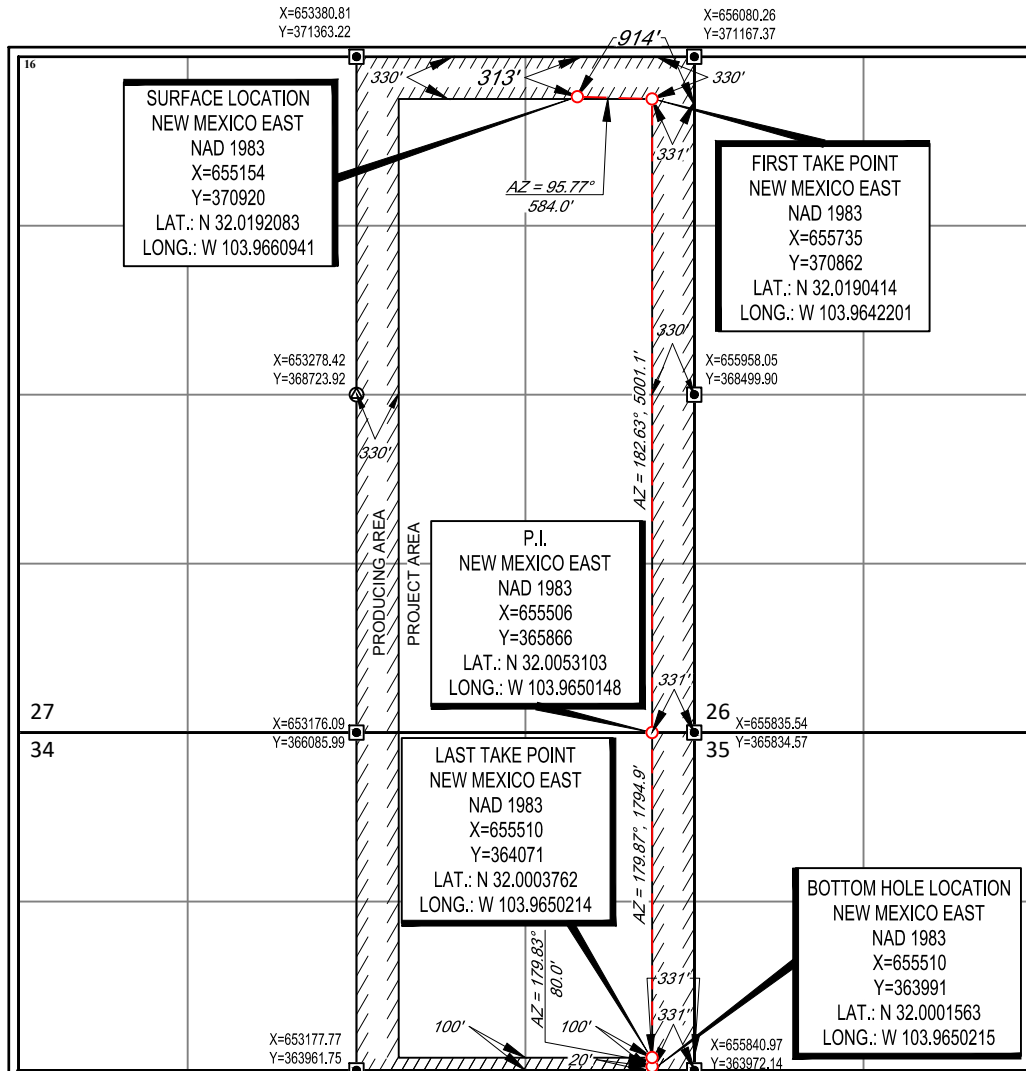 X=653380.81
Y=371363.22
X=656080.26
Y=371167.37
914'
16
330'
313'
330'
SURFACE LOCATION
NEW MEXICO EAST
NAD 1983
X=655154
Y=370920
LAT.: N 32.0192083
LONG.: W 103.9660941
331'
AZ = 95.77°
584.0'
FIRST TAKE POINT
NEW MEXICO EAST
NAD 1983
X=655735
Y=370862
LAT.: N 32.0190414
LONG.: W 103.9642201
330'
X=653278.42
Y=368723.92
X=655958.05
Y=368499.90
330'
AZ = 182.63°, 5001.1'
PRODUCING AREA
PROJECT AREA
P.I.
NEW MEXICO EAST
NAD 1983
X=655506
Y=365866
LAT.: N 32.0053103
LONG.: W 103.9650148
331'
27
26
X=653176.09
Y=366085.99
X=655835.54
Y=365834.57
34
35
LAST TAKE POINT
NEW MEXICO EAST
NAD 1983
X=655510
Y=364071
LAT.: N 32.0003762
LONG.: W 103.9650214
AZ = 179.87°, 1794.9'
BOTTOM HOLE LOCATION
NEW MEXICO EAST
NAD 1983
X=655510
Y=363991
LAT.: N 32.0001563
LONG.: W 103.9650215
AZ = 179.83°
80.0'
331'
331'
100'
100'
20'
X=653177.77
Y=363961.75
X=655840.97
Y=363972.14